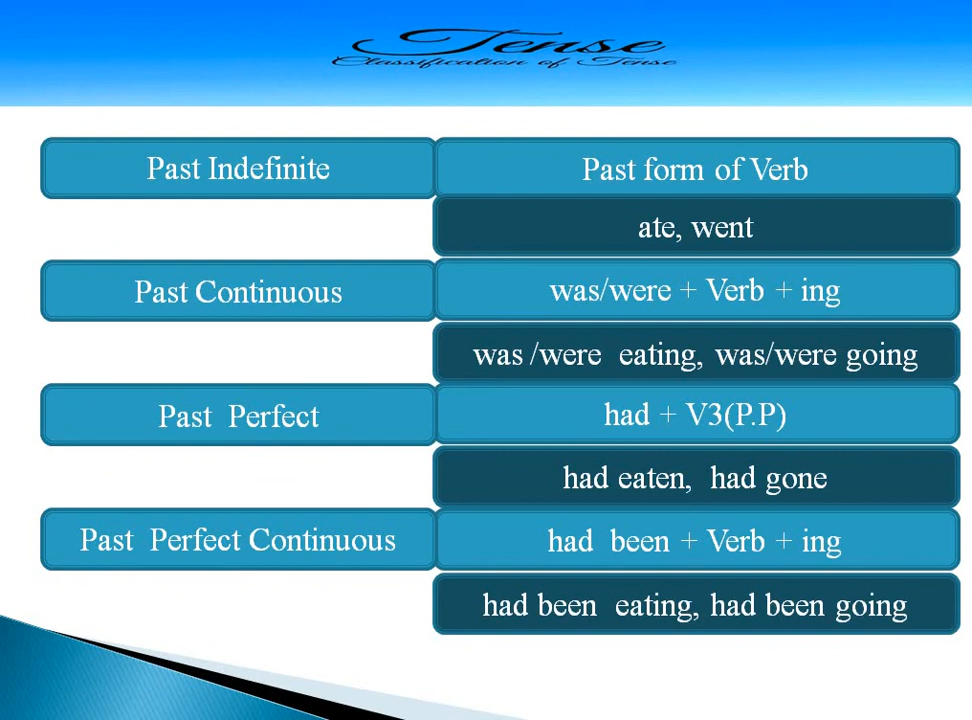 Tense
Classification of Tense
Past Indefinite
Past form of Verb
ate, went
Past Continuous
was/were + Verb + ing
was /were eating, was/were going
Past Perfect
had + V3(P.P)
had eaten, had gone
Past Perfect Continuous
had been + Verb + ing
had been eating, had been going